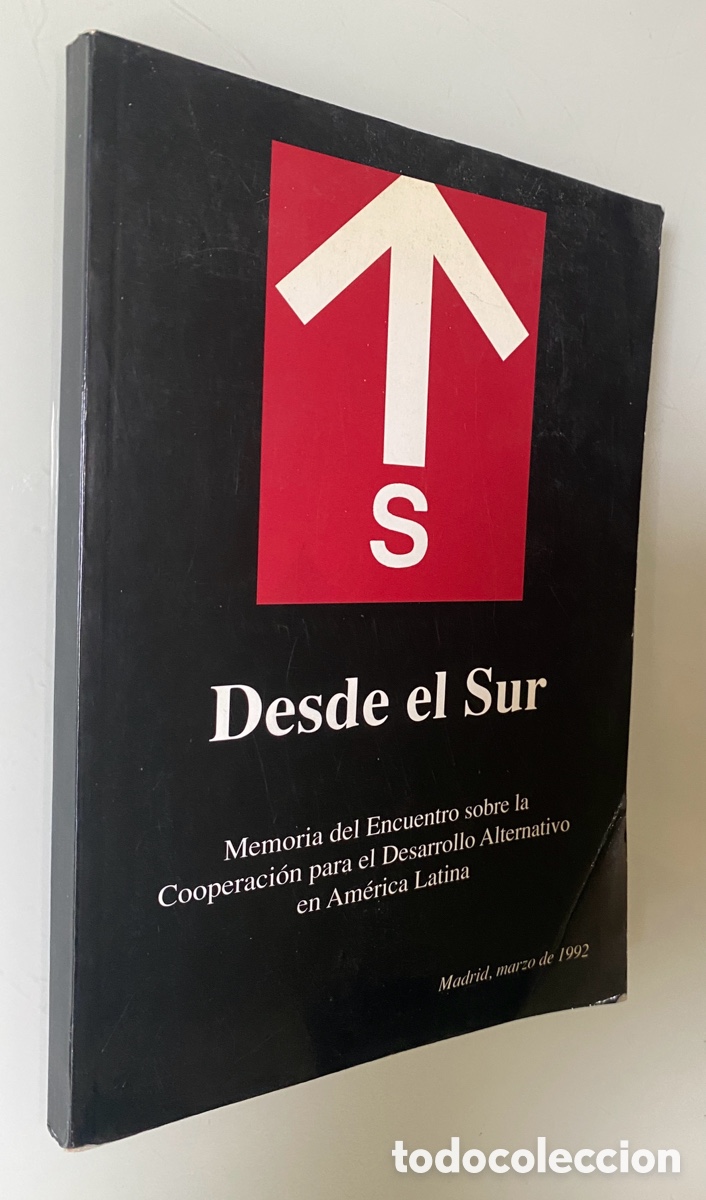 S
Desde el Sur
Memoria del Encuentro sobre la
Cooperación para el Desarrollo Alternativo
en América Latina
Madrid, marzo de 1992
todocoleccion